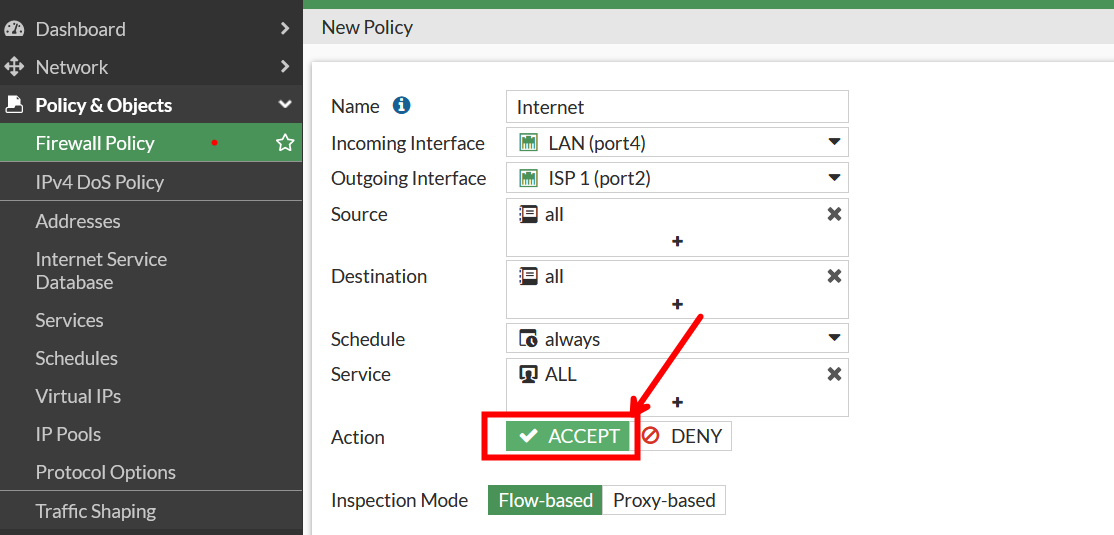 Dashboard
Network
Policy & Objects
Firewall Policy
IPv4 DoS Policy
Addresses
Internet Service
Database
Services
Schedules
Virtual IPs
IP Pools
Protocol Options
Traffic Shaping
New Policy
Name
Internet
Incoming Interface
LAN (port4)
Outgoing Interface
ISP 1 (port2)
Source
all
Destination
all
Schedule
always
Service
ALL
Action
ACCEPT
DENY
Inspection Mode
Flow-based
Proxy-based